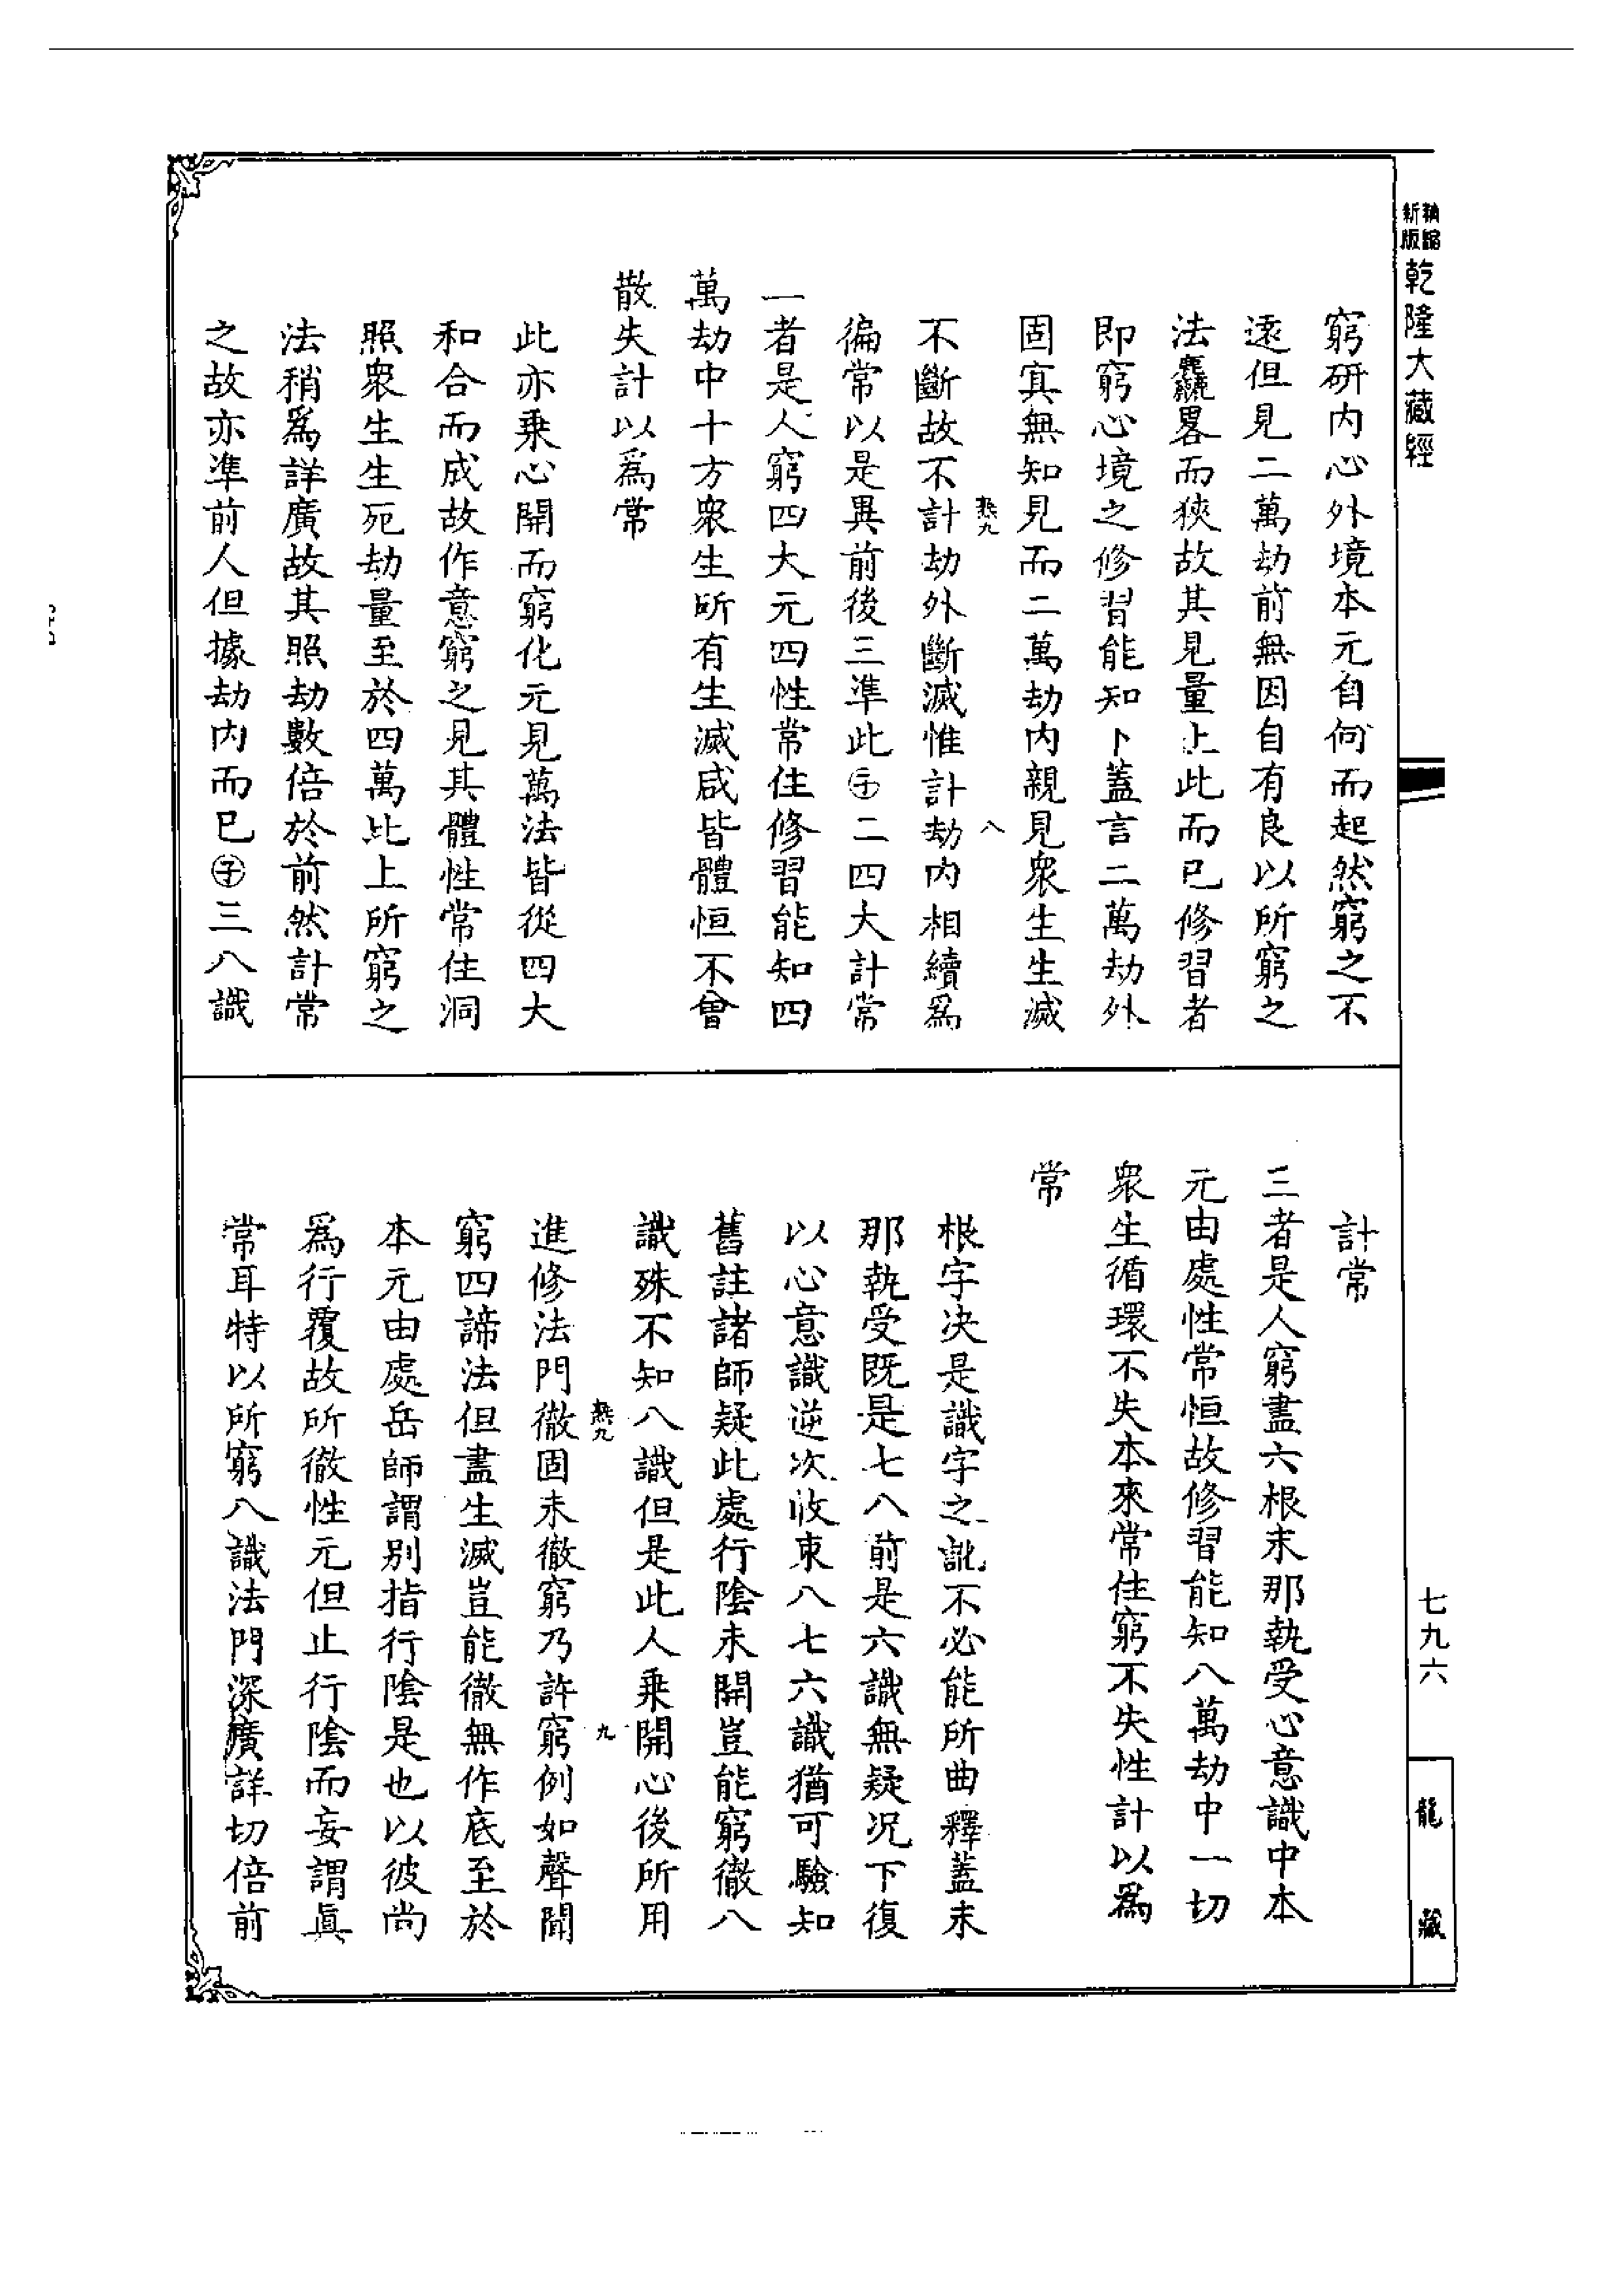 新版 精縮 乾隆大藏經
窮研內心外境本元自何而起然窮之不
遠但見二萬劫前無因自有良以所窮之
法麤畧而狹故其見量止此而已修習者
即窮心境之修習能知卜蓋言二萬劫外
固寘無知見而二萬劫內親見衆生生滅
不斷故不計劫外斷滅惟計劫內相續爲
熱九 八
徧常以是異前後三準此㊉二四大計常
一者是人窮四大元四性常住修習能知四
萬劫中十方衆生所有生滅咸皆體恒不曾
散失計以爲常
此亦乗心開而窮化元見萬法皆從四大
和合而成故作意窮之見其體性常住洞
照衆生生死劫量至於四萬比上所窮之
法稍爲詳廣故其照劫數倍於前然計常
之故亦準前人但據劫內而已㊉三八識
計常
三者是人窮盡六根末那執受心意識中本
元由處性常恒故修習能知八萬劫中一切
衆生循環不失本來常住窮不失性計以爲
常
根字決是識字之訛不必能所曲釋蓋末
那執受既是七八前是六識無疑况下復
以心意識逆次收束八七六識猶可驗知
舊註諸師疑此處行陰未開豈能窮徹八
識殊不知八識但是此人乗開心後所用
熱九 九
進修法門徹固未徹窮乃許窮例如聲聞
窮四諦法但盡生滅豈能徹無作底至於
本元由處岳師謂別指行陰是也以彼尚
爲行覆故所徹性元但止行陰而妄謂眞
常耳特以所窮八識法門深廣詳切倍前
七九六
龍藏